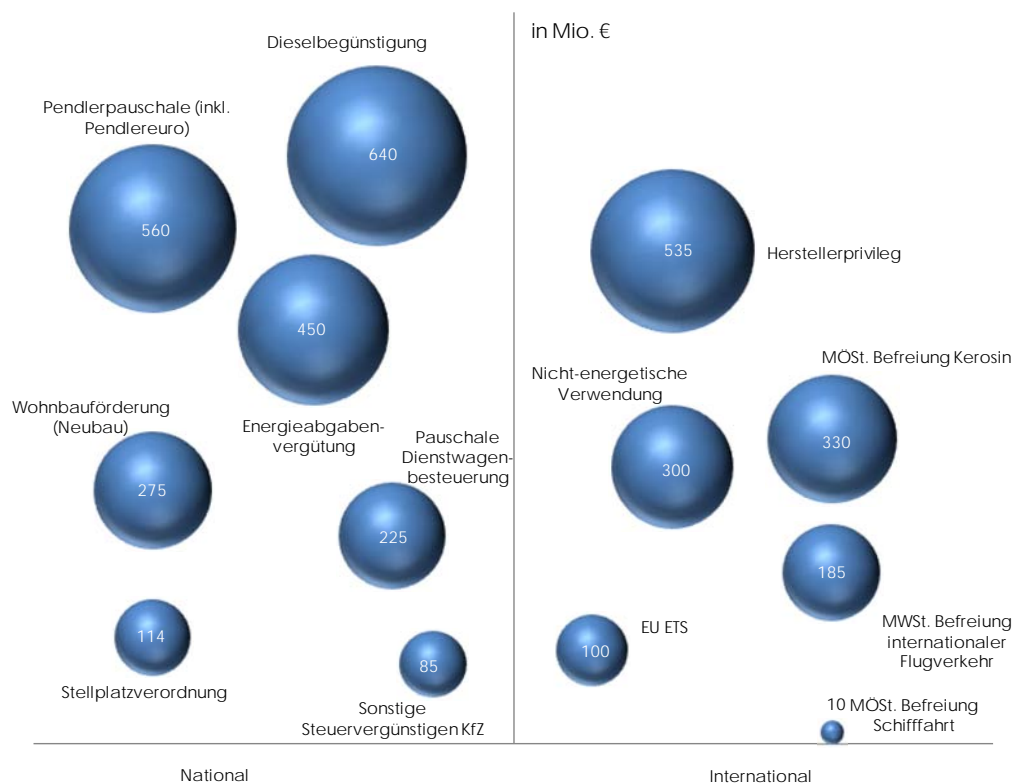 in Mio. €
Dieselbegünstigung
640
Pendlerpauschale (inkl.
Pendlereuro)
560
450
Energieabgaben-
vergütung
Wohnbauförderung
(Neubau)
275
Pauschale
Dienstwagen-
besteuerung
225
114
Stellplatzverordnung
85
Sonstige
Steuervergünstigen KfZ
535
Herstellerprivileg
MÖSt. Befreiung Kerosin
330
Nicht-energetische
Verwendung
300
185
MWSt. Befreiung
internationaler
Flugverkehr
EU ETS
100
10 MÖSt. Befreiung
Schifffahrt
National
International